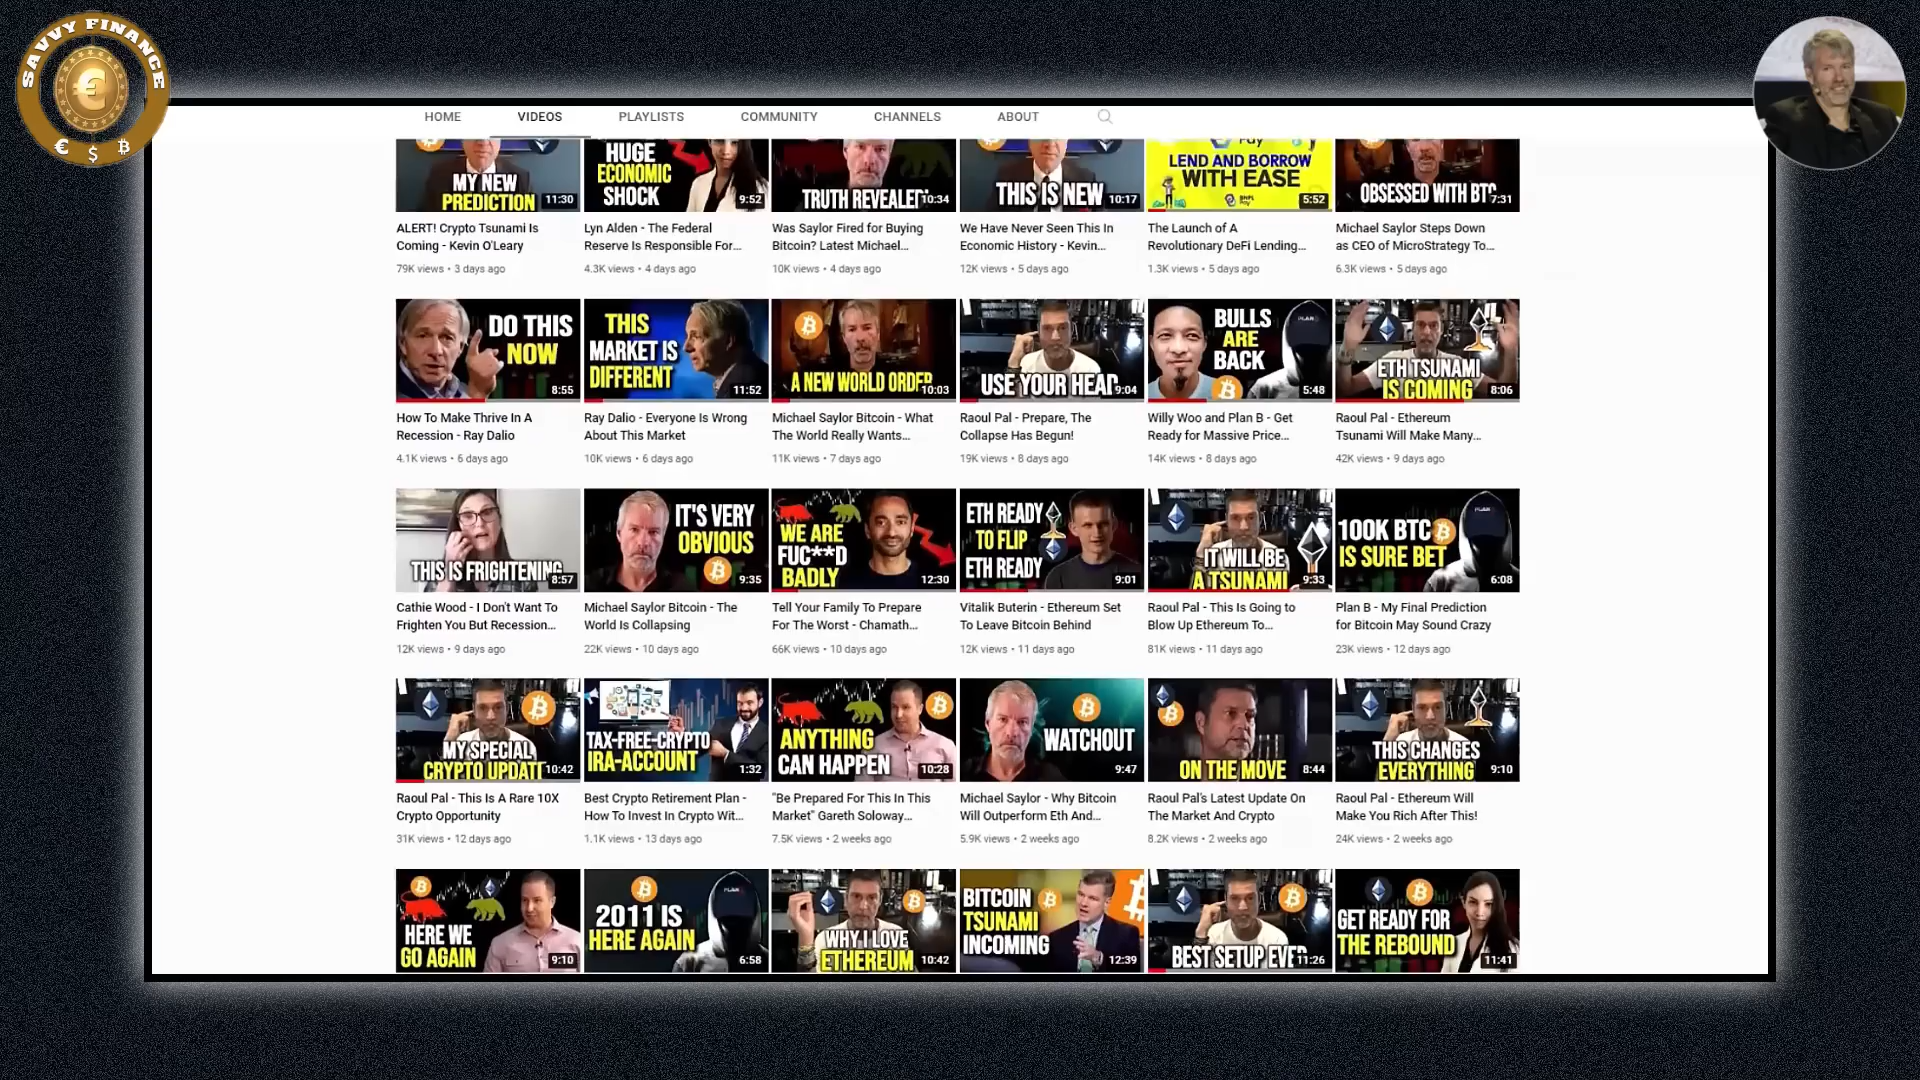 SAVVY FINANCE
€
€ $ ₿
HOME VIDEOS PLAYLISTS COMMUNITY CHANNELS ABOUT
MY NEW
PREDICTION
11:30
HUGE
ECONOMIC
SHOCK
9:52
TRUTH REVEALED
10:34
THIS IS NEW
10:17
Pay
LEND AND BORROW
WITH EASE
Pay
5:52
OBSESSED WITH BTC
7:31
ALERT! Crypto Tsunami Is
Coming - Kevin O'Leary
79K views • 3 days ago
Lyn Alden - The Federal
Reserve Is Responsible For...
4.3K views • 4 days ago
Was Saylor Fired for Buying
Bitcoin? Latest Michael...
10K views • 4 days ago
We Have Never Seen This In
Economic History - Kevin...
12K views • 5 days ago
The Launch of A
Revolutionary DeFi Lending...
1.3K views • 5 days ago
Michael Saylor Steps Down
as CEO of MicroStrategy To...
6.3K views • 5 days ago
DO THIS
NOW
8:55
THIS
MARKET IS
DIFFERENT
11:52
A NEW WORLD ORDER
10:03
USE YOUR HEAD
9:04
BULLS
ARE
BACK
PLAN
5:48
ETH TSUNAMI
IS COMING
8:06
How To Make Thrive In A
Recession - Ray Dalio
4.1K views • 6 days ago
Ray Dalio - Everyone Is Wrong
About This Market
10K views • 6 days ago
Michael Saylor Bitcoin - What
The World Really Wants...
11K views • 7 days ago
Raoul Pal - Prepare, The
Collapse Has Begun!
19K views • 8 days ago
Willy Woo and Plan B - Get
Ready for Massive Price...
14K views • 8 days ago
Raoul Pal - Ethereum
Tsunami Will Make Many...
42K views • 9 days ago
THIS IS FRIGHTENING
8:57
IT'S VERY
OBVIOUS
9:35
WE ARE
FUC**D
BADLY
12:30
ETH READY
TO FLIP
ETH READY
9:01
IT WILL BE
A TSUNAMI
9:33
100K BTC
IS SURE BET
PLAN
6:08
Cathie Wood - I Don't Want To
Frighten You But Recession...
12K views • 9 days ago
Michael Saylor Bitcoin - The
World Is Collapsing
22K views • 10 days ago
Tell Your Family To Prepare
For The Worst - Chamath...
66K views • 10 days ago
Vitalik Buterin - Ethereum Set
To Leave Bitcoin Behind
12K views • 11 days ago
Raoul Pal - This Is Going to
Blow Up Ethereum To...
81K views • 11 days ago
Plan B - My Final Prediction
for Bitcoin May Sound Crazy
23K views • 12 days ago
MY SPECIAL
CRYPTO UPDATE
10:42
TAX-FREE-CRYPTO
IRA-ACCOUNT
1:32
ANYTHING
CAN HAPPEN
10:28
WATCHOUT
9:47
ON THE MOVE
8:44
THIS CHANGES
EVERYTHING
9:10
Raoul Pal - This Is A Rare 10X
Crypto Opportunity
31K views • 12 days ago
Best Crypto Retirement Plan -
How To Invest In Crypto Wit...
1.1K views • 13 days ago
"Be Prepared For This In This
Market" Gareth Soloway...
7.5K views • 2 weeks ago
Michael Saylor - Why Bitcoin
Will Outperform Eth And...
5.9K views • 2 weeks ago
Raoul Pal's Latest Update On
The Market And Crypto
8.2K views • 2 weeks ago
Raoul Pal - Ethereum Will
Make You Rich After This!
24K views • 2 weeks ago
HERE WE
GO AGAIN
9:10
2011 IS
HERE AGAIN
PLAN
6:58
WHY I LOVE
ETHEREUM
10:42
BITCOIN
TSUNAMI
INCOMING
12:39
BEST SETUP EVER
11:26
GET READY FOR
THE REBOUND
11:41